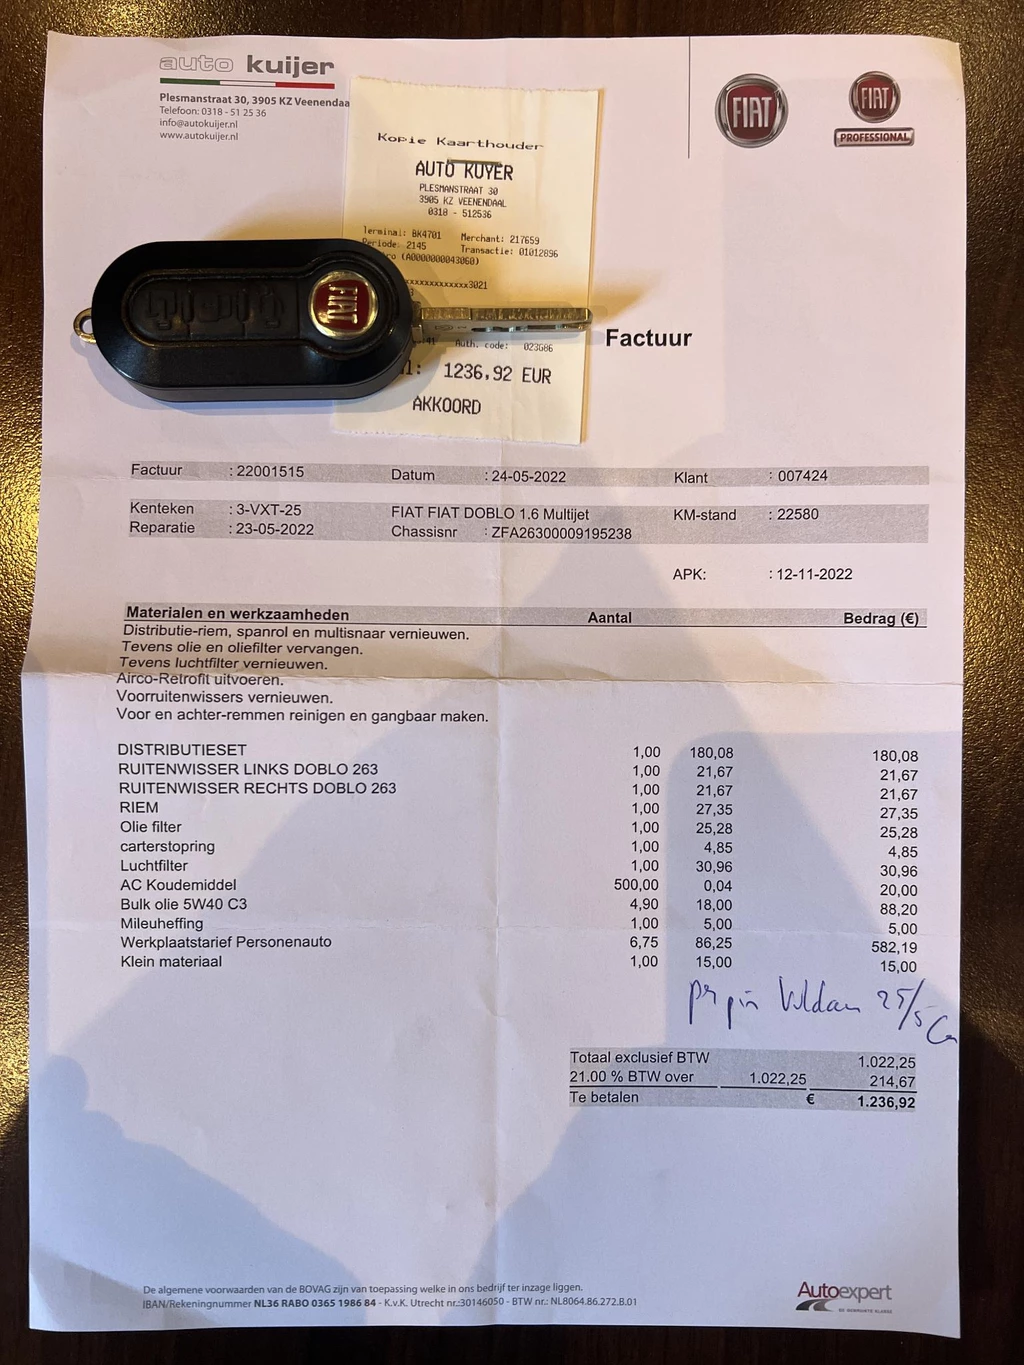 auto kuijer
Plesmanstraat 30, 3905 KZ Veenendaa
Telefoon: 0318 - 51 25 36
info@autokuijer.nl
www.autokuijer.nl
FIAT
FIAT
PROFESSIONAL
Kopie Kaarthouder
AUTO KUYER
PLESMANSTRAAT 30
3905 KZ VEENENDAAL
0318 - 512536
Terminal: BK4701 Merchant: 217659
Periode: 2145 Transactie: 01012896
ro (A0000000043060)
xxxxxxxxxxxxxx3021
FIAT
41 Auth. code: 023686
1236,92 EUR
AKKOORD
Factuur
Factuur : 22001515 Datum : 24-05-2022 Klant : 007424
Kenteken : 3-VXT-25 FIAT FIAT DOBLO 1.6 Multijet KM-stand : 22580
Reparatie : 23-05-2022 Chassisnr : ZFA26300009195238
APK: : 12-11-2022
Materialen en werkzaamheden Aantal Bedrag (€)
Distributie-riem, spanrol en multisnaar vernieuwen.
Tevens olie en oliefilter vervangen.
Tevens luchtfilter vernieuwen.
Airco-Retrofit uitvoeren.
Voorruitenwissers vernieuwen.
Voor en achter-remmen reinigen en gangbaar maken.
DISTRIBUTIESET 1,00 180,08 180,08
RUITENWISSER LINKS DOBLO 263 1,00 21,67 21,67
RUITENWISSER RECHTS DOBLO 263 1,00 21,67 21,67
RIEM 1,00 27,35 27,35
Olie filter 1,00 25,28 25,28
carterstopring 1,00 4,85 4,85
Luchtfilter 1,00 30,96 30,96
AC Koudemiddel 500,00 0,04 20,00
Bulk olie 5W40 C3 4,90 18,00 88,20
Mileuheffing 1,00 5,00 5,00
Werkplaatstarief Personenauto 6,75 86,25 582,19
Klein materiaal 1,00 15,00 15,00
pr pin Voldaan 25/5
Totaal exclusief BTW 1.022,25
21.00 % BTW over 1.022,25 214,67
Te betalen € 1.236,92
De algemene voorwaarden van de BOVAG zijn van toepassing welke in ons bedrijf ter inzage liggen.
IBAN/Rekeningnummer NL36 RABO 0365 1986 84 - K.v.K. Utrecht nr.:30146050 - BTW nr.: NL8064.86.272.B.01
Autoexpert